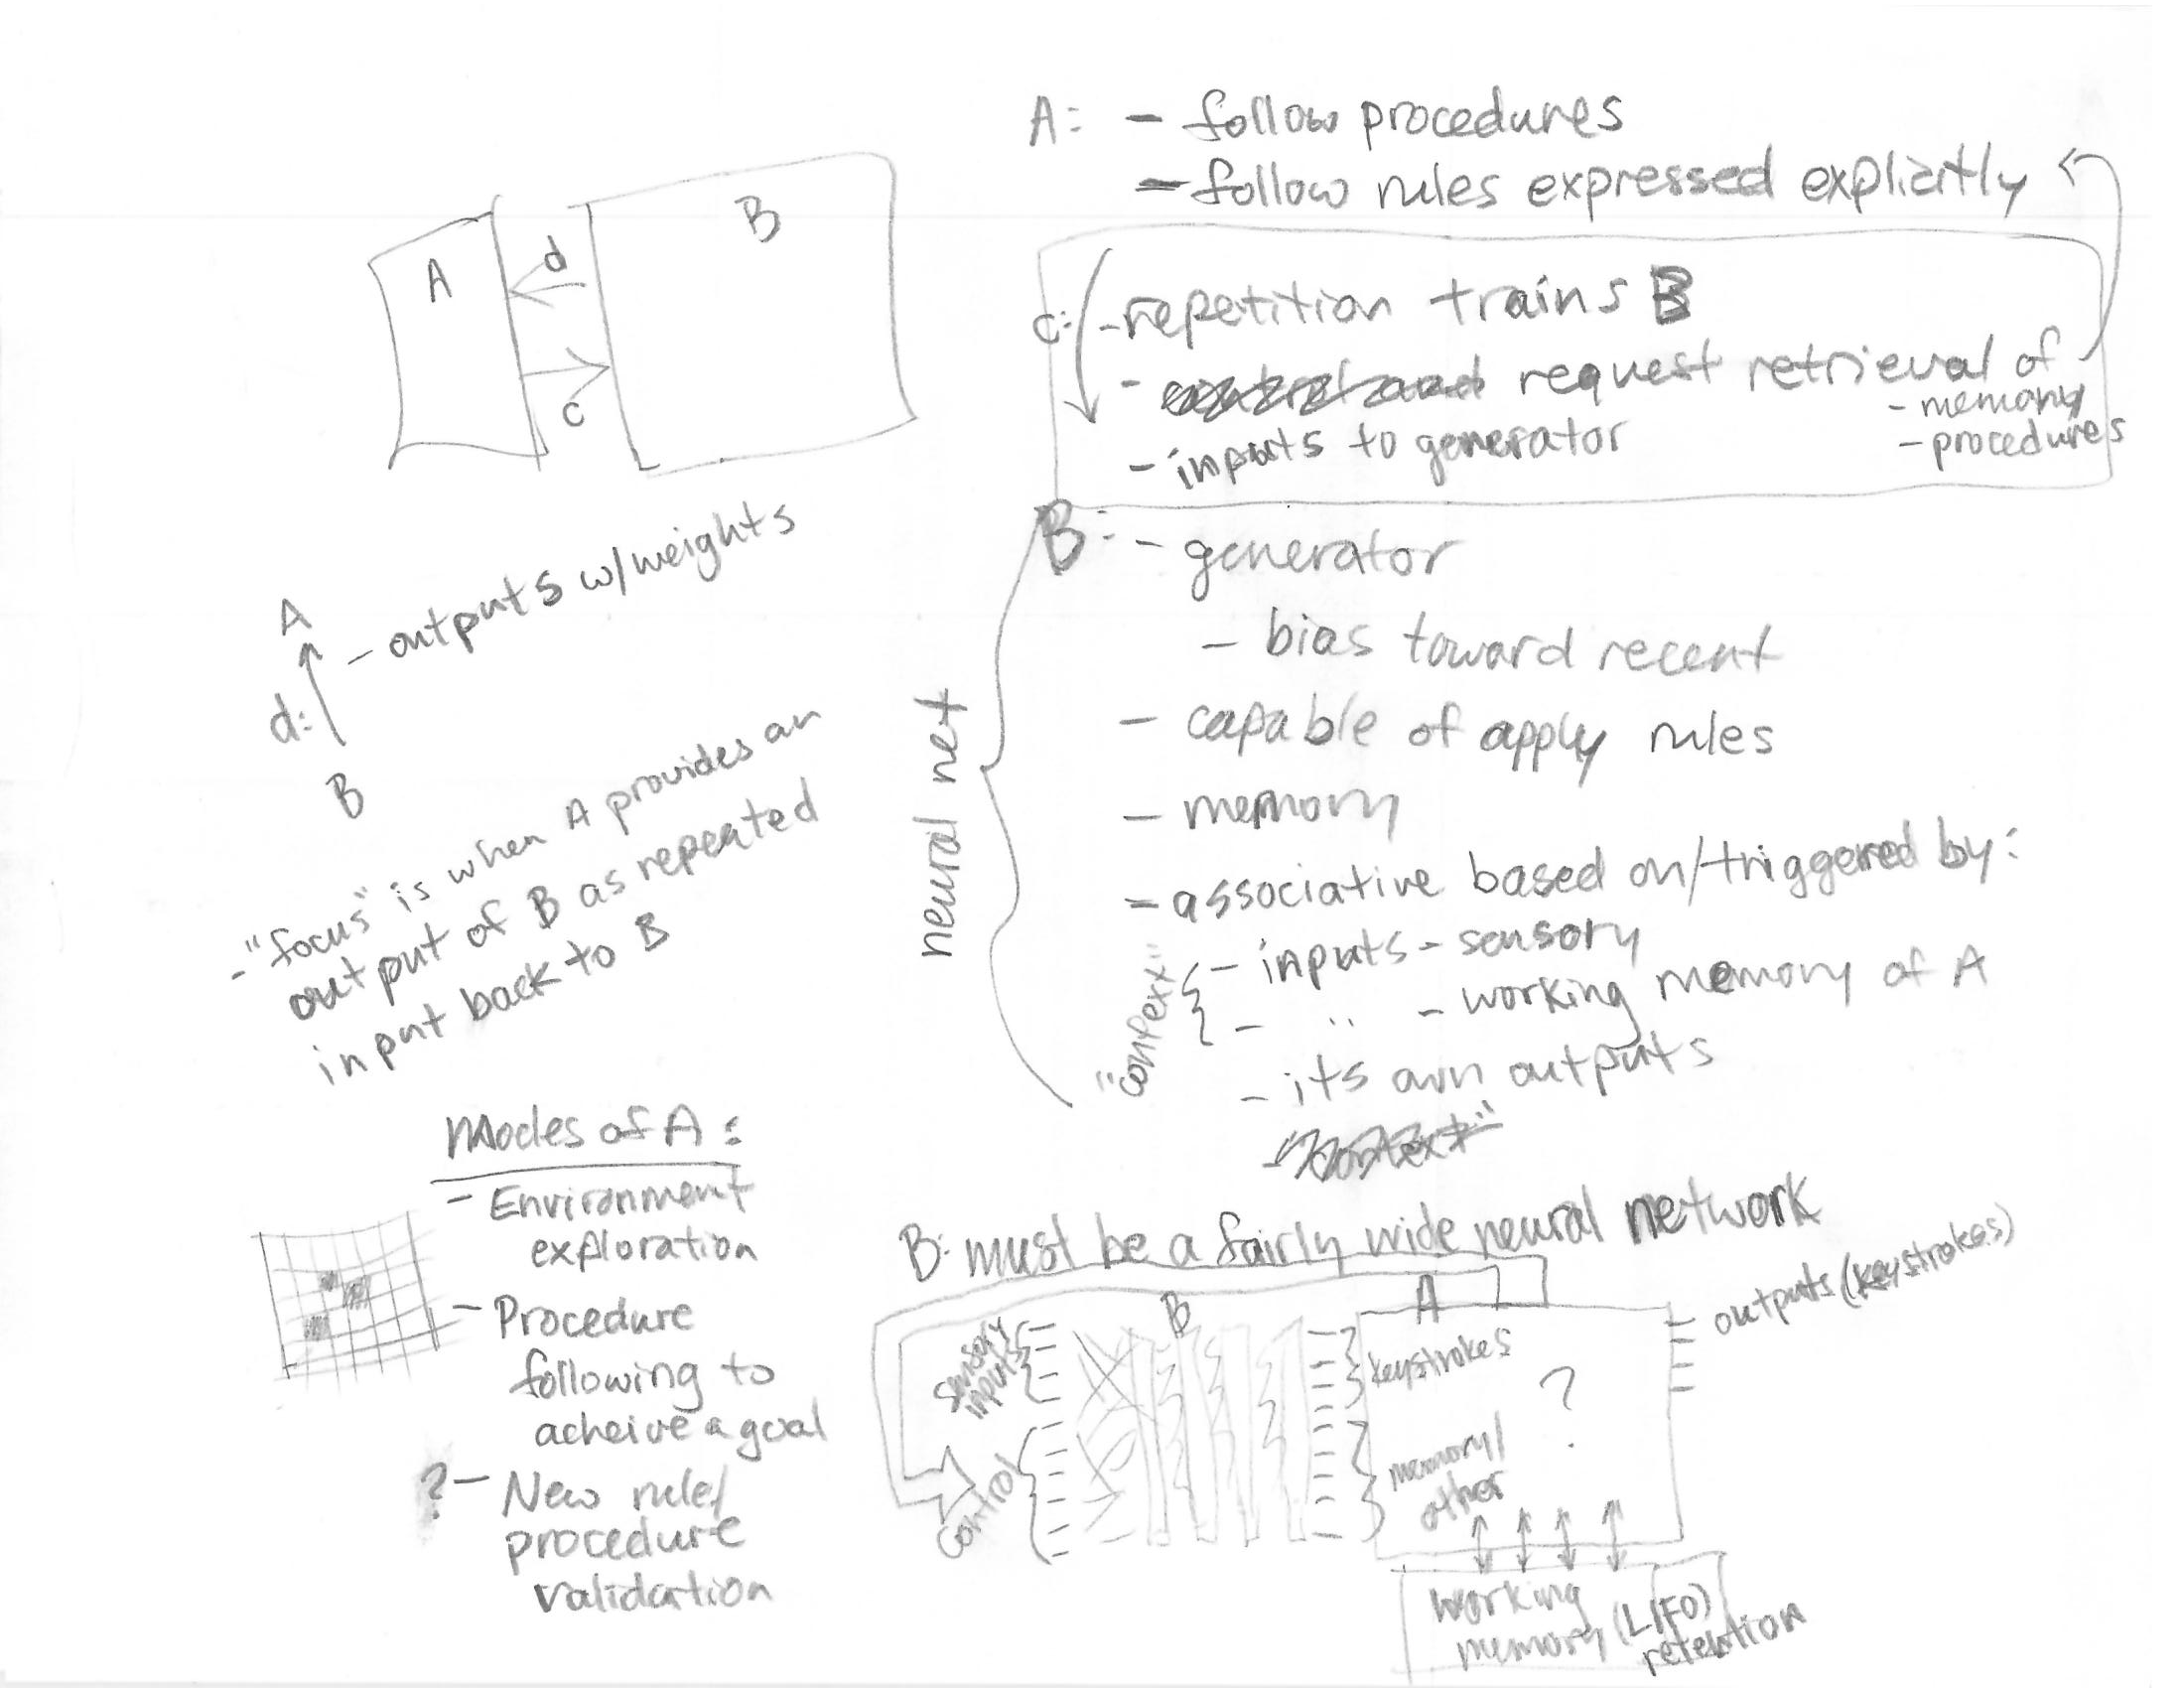 A: - follow procedures
- follow rules expressed explicitly
A
d
B
c
c: - repetition trains B
- request retrieval of
- memory
- procedures
- inputs to generator
A
d:
B
- outputs w/weights
- "focus" is when A provides an
output of B as repeated
input back to B
neural net
B: - generator
- bias toward recent
- capable of apply rules
- memory
- associative based on/triggered by:
"context"
- inputs - sensory
- " - working memory of A
- its own outputs
- "context"
Modes of A:
- Environment
exploration
- Procedure
following to
acheive a goal
? - New rule/
procedure
validation
B: must be a fairly wide neural network
sensory
inputs
control
B
A
keystrokes
?
memory/
other
outputs (keystrokes)
working
memory (LIFO)
retention